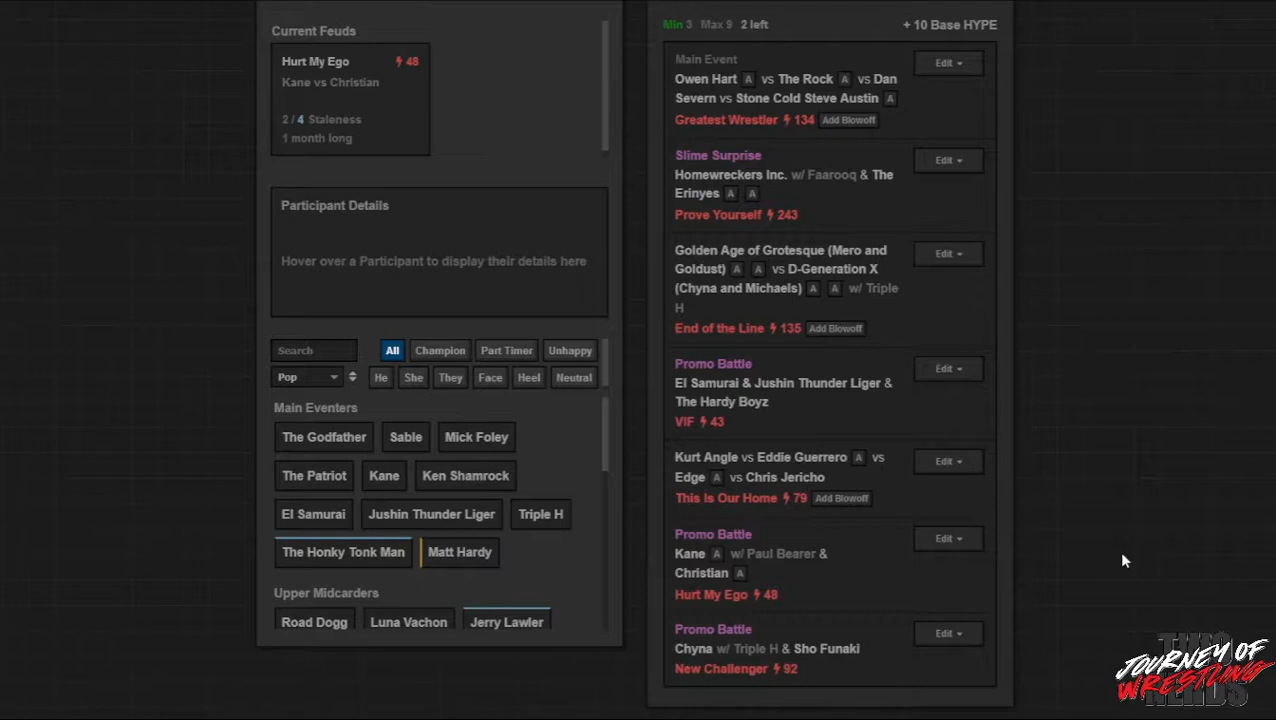 Current Feuds
Hurt My Ego 48
Kane vs Christian
2 / 4 Staleness
1 month long
Participant Details
Hover over a Participant to display their details here
Search All Champion Part Timer Unhappy
Pop He She They Face Heel Neutral
Main Eventers
The Godfather Sable Mick Foley
The Patriot Kane Ken Shamrock
El Samurai Jushin Thunder Liger Triple H
The Honky Tonk Man Matt Hardy
Upper Midcarders
Road Dogg Luna Vachon Jerry Lawler
Min 3 Max 9 2 left + 10 Base HYPE
Main Event Edit
Owen Hart A vs The Rock A vs Dan
Severn vs Stone Cold Steve Austin A
Greatest Wrestler 134 Add Blowoff
Slime Surprise Edit
Homewreckers Inc. w/ Faarooq & The
Erinyes A A
Prove Yourself 243
Golden Age of Grotesque (Mero and Edit
Goldust) A A vs D-Generation X
(Chyna and Michaels) A A w/ Triple
H
End of the Line 135 Add Blowoff
Promo Battle Edit
El Samurai & Jushin Thunder Liger &
The Hardy Boyz
VIF 43
Kurt Angle vs Eddie Guerrero A vs Edit
Edge A vs Chris Jericho
This Is Our Home 79 Add Blowoff
Promo Battle Edit
Kane A w/ Paul Bearer &
Christian A
Hurt My Ego 48
Promo Battle Edit
Chyna w/ Triple H & Sho Funaki
New Challenger 92
JOURNEY OF
WRESTLING
NERDS